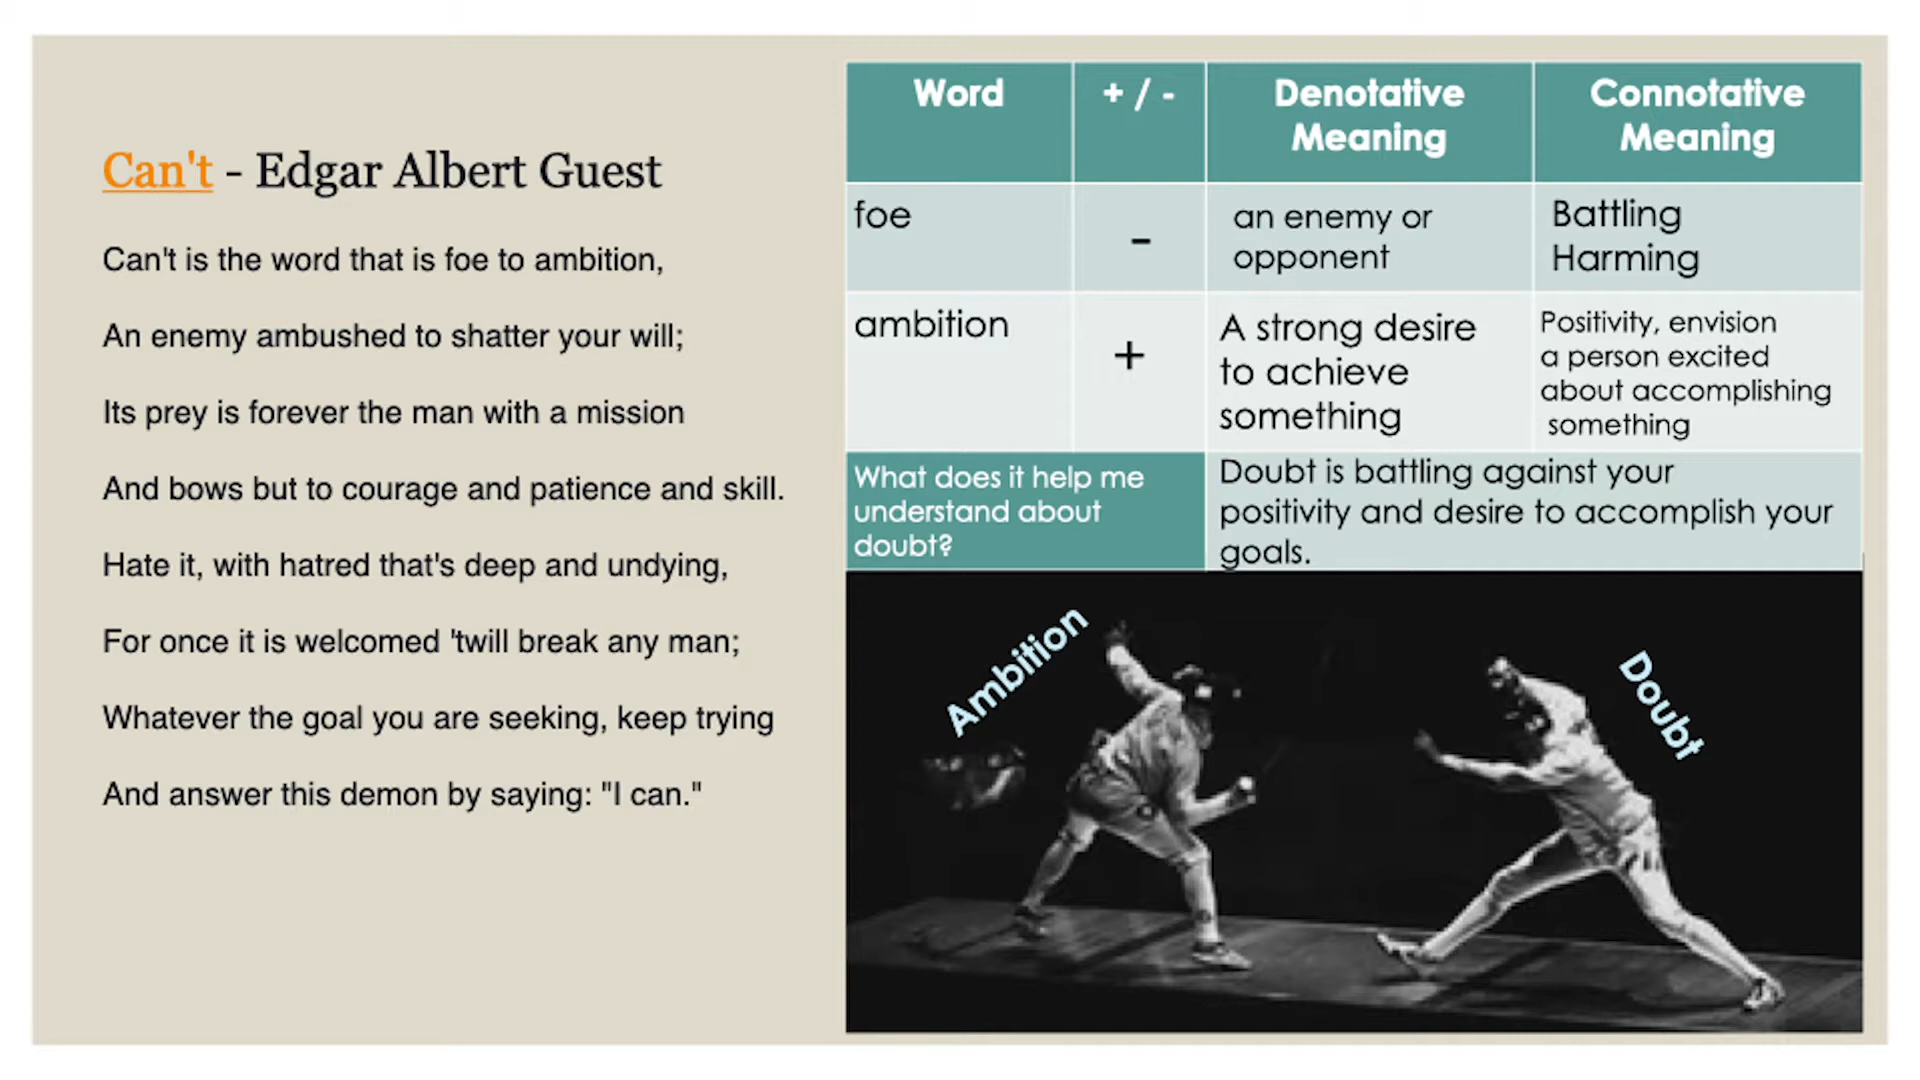 Can't - Edgar Albert Guest
Can't is the word that is foe to ambition,
An enemy ambushed to shatter your will;
Its prey is forever the man with a mission
And bows but to courage and patience and skill.
Hate it, with hatred that's deep and undying,
For once it is welcomed 'twill break any man;
Whatever the goal you are seeking, keep trying
And answer this demon by saying: "I can."
Word
+ / -
Denotative
Meaning
Connotative
Meaning
foe
-
an enemy or
opponent
Battling
Harming
ambition
+
A strong desire
to achieve
something
Positivity, envision
a person excited
about accomplishing
something
What does it help me
understand about
doubt?
Doubt is battling against your
positivity and desire to accomplish your
goals.
Ambition
Doubt